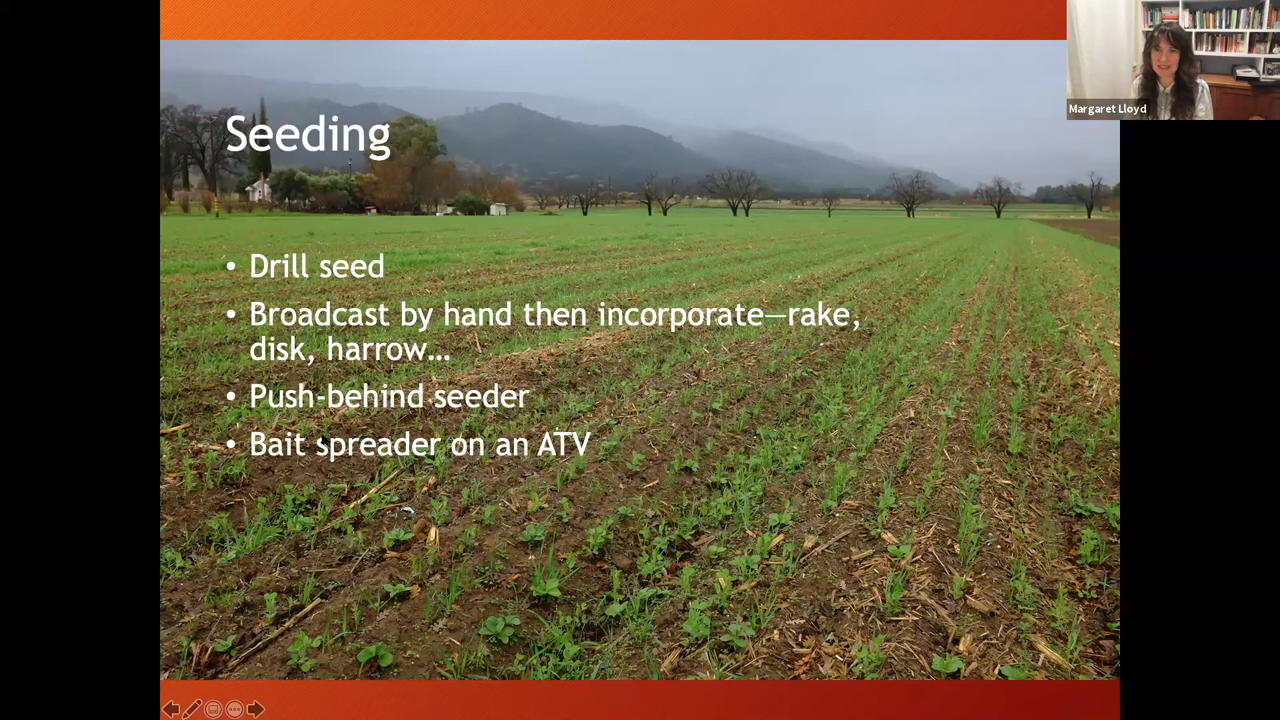 Margaret Lloyd
Seeding
• Drill seed
• Broadcast by hand then incorporate—rake,
disk, harrow…
• Push-behind seeder
• Bait spreader on an ATV